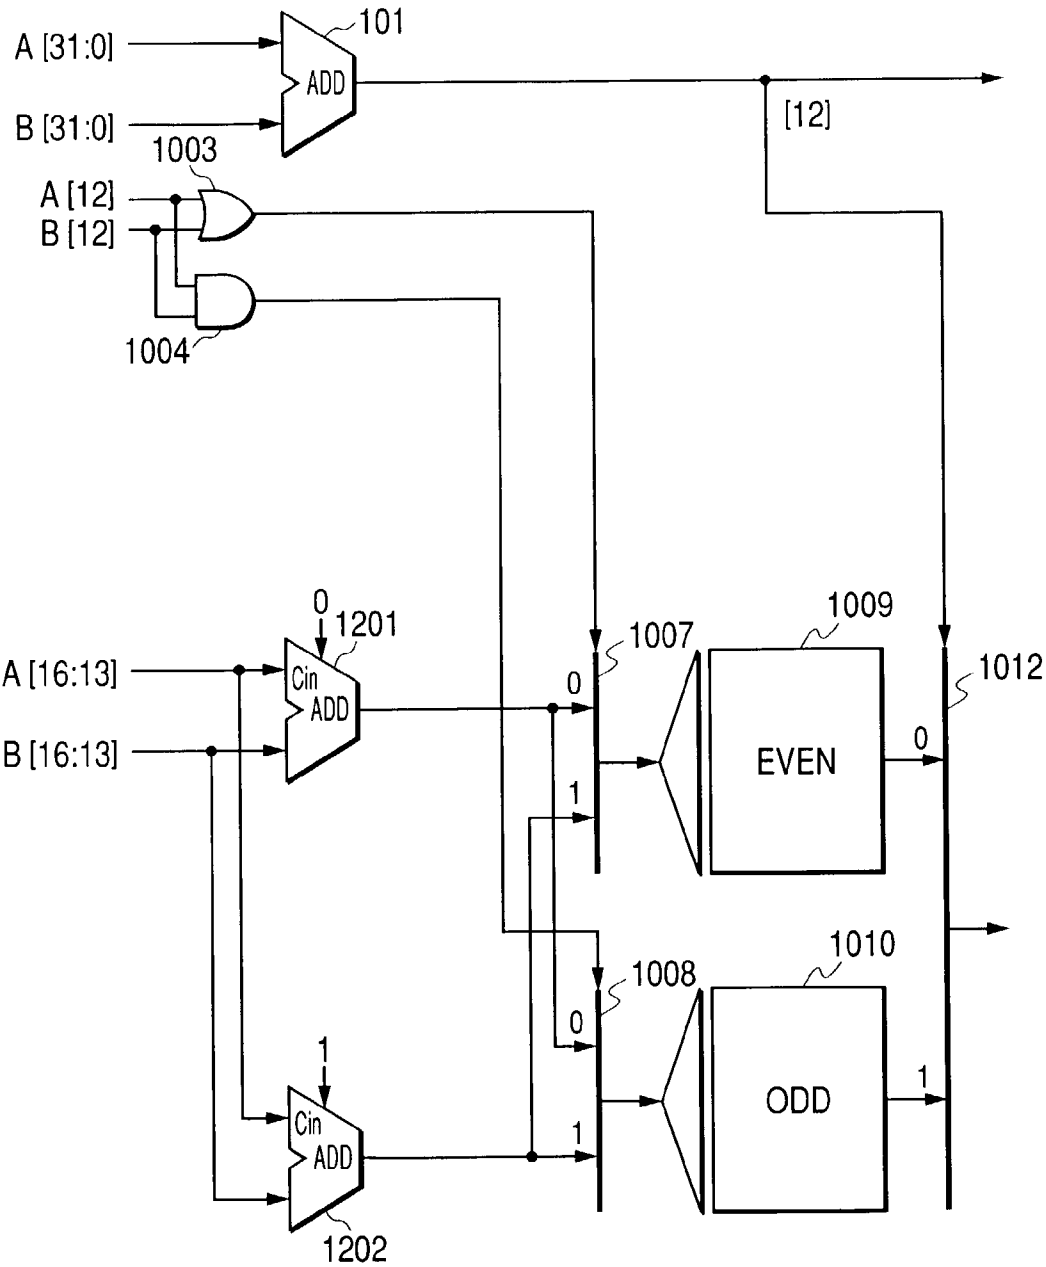 101
A [31:0]
ADD
B [31:0]
[12]
1003
A [12]
B [12]
1004
0
1201
1009
1007
1012
A [16:13]
Cin
0
ADD
B [16:13]
0
EVEN
1
1010
1008
0
1
1
ODD
Cin
1
ADD
1202